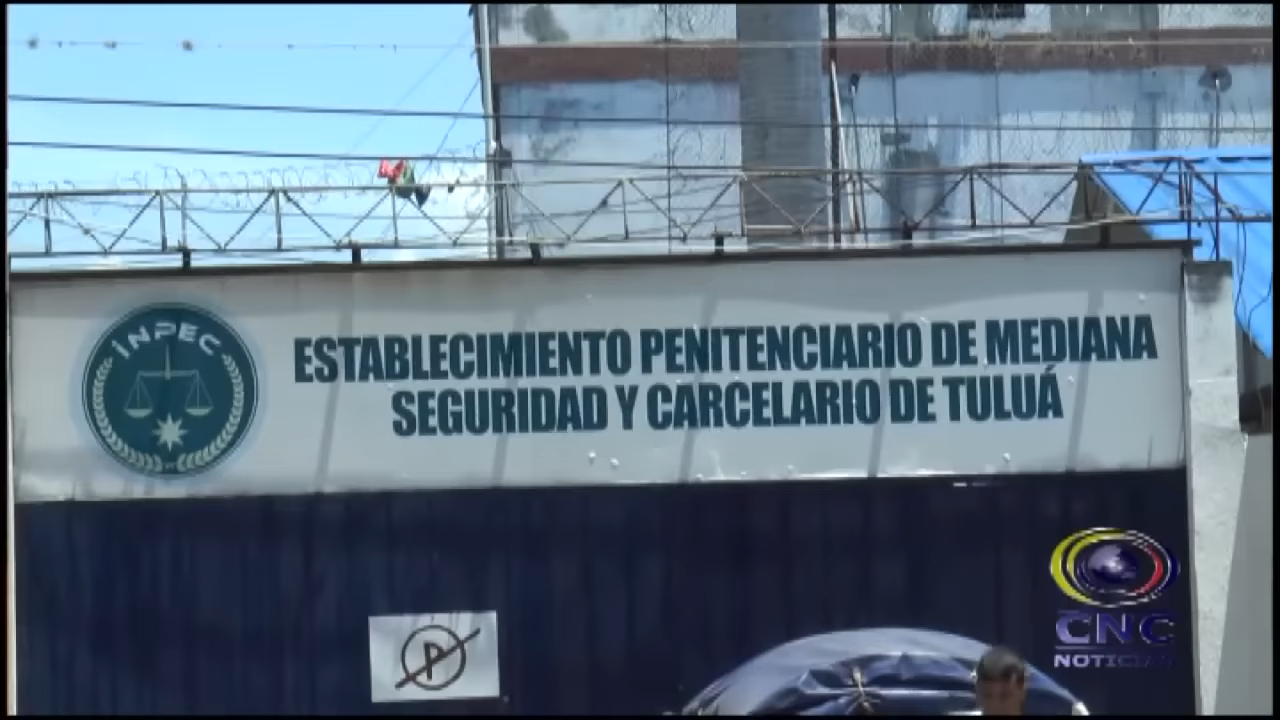 INPEC
ESTABLECIMIENTO PENITENCIARIO DE MEDIANA
SEGURIDAD Y CARCELARIO DE TULUÁ
P
CNC
NOTICIAS